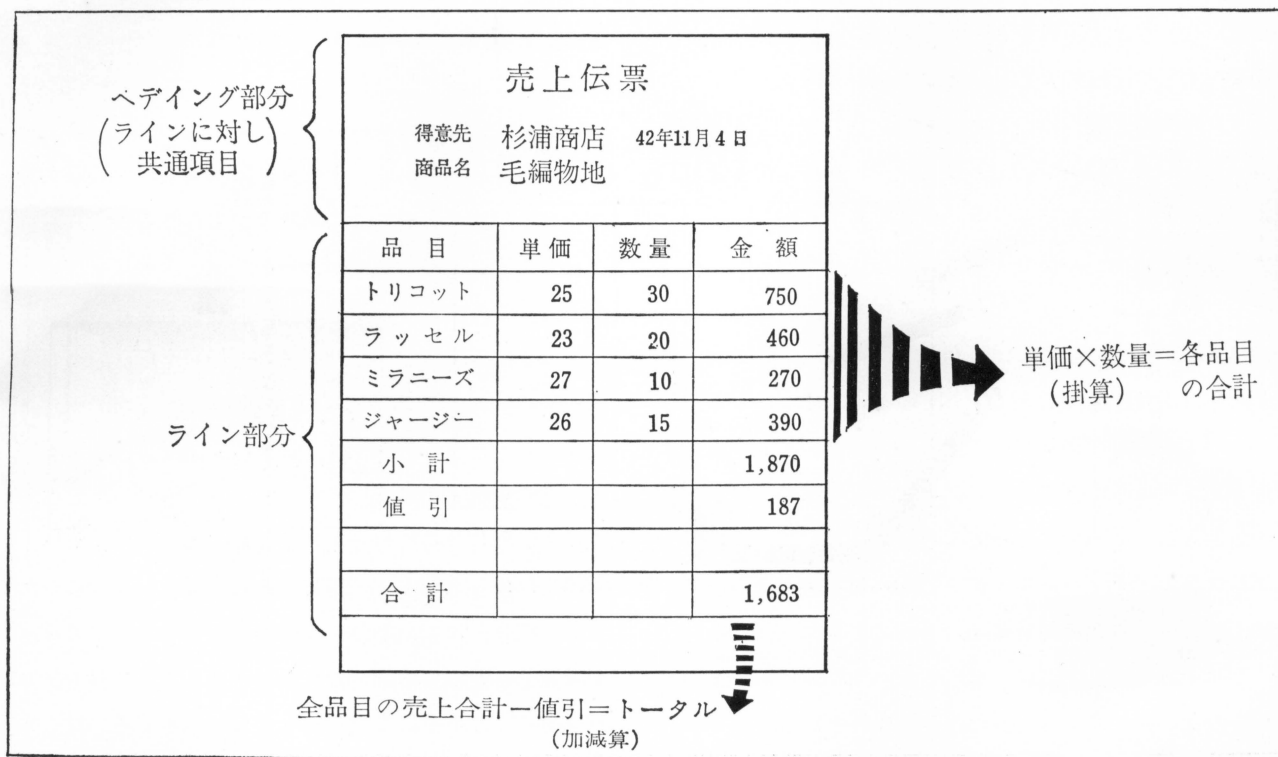 売上伝票
ヘデイング部分
(ラインに対し共通項目)
得意先 杉浦商店 42年11月4日
商品名 毛編物地
品目 単価 数量 金額
トリコット 25 30 750
ラッセル 23 20 460
ミラニーズ 27 10 270
ジャージー 26 15 390
小計 1,870
値引 187
合計 1,683
ライン部分
単価×数量=各品目の合計
(掛算)
全品目の売上合計-値引=トータル
(加減算)